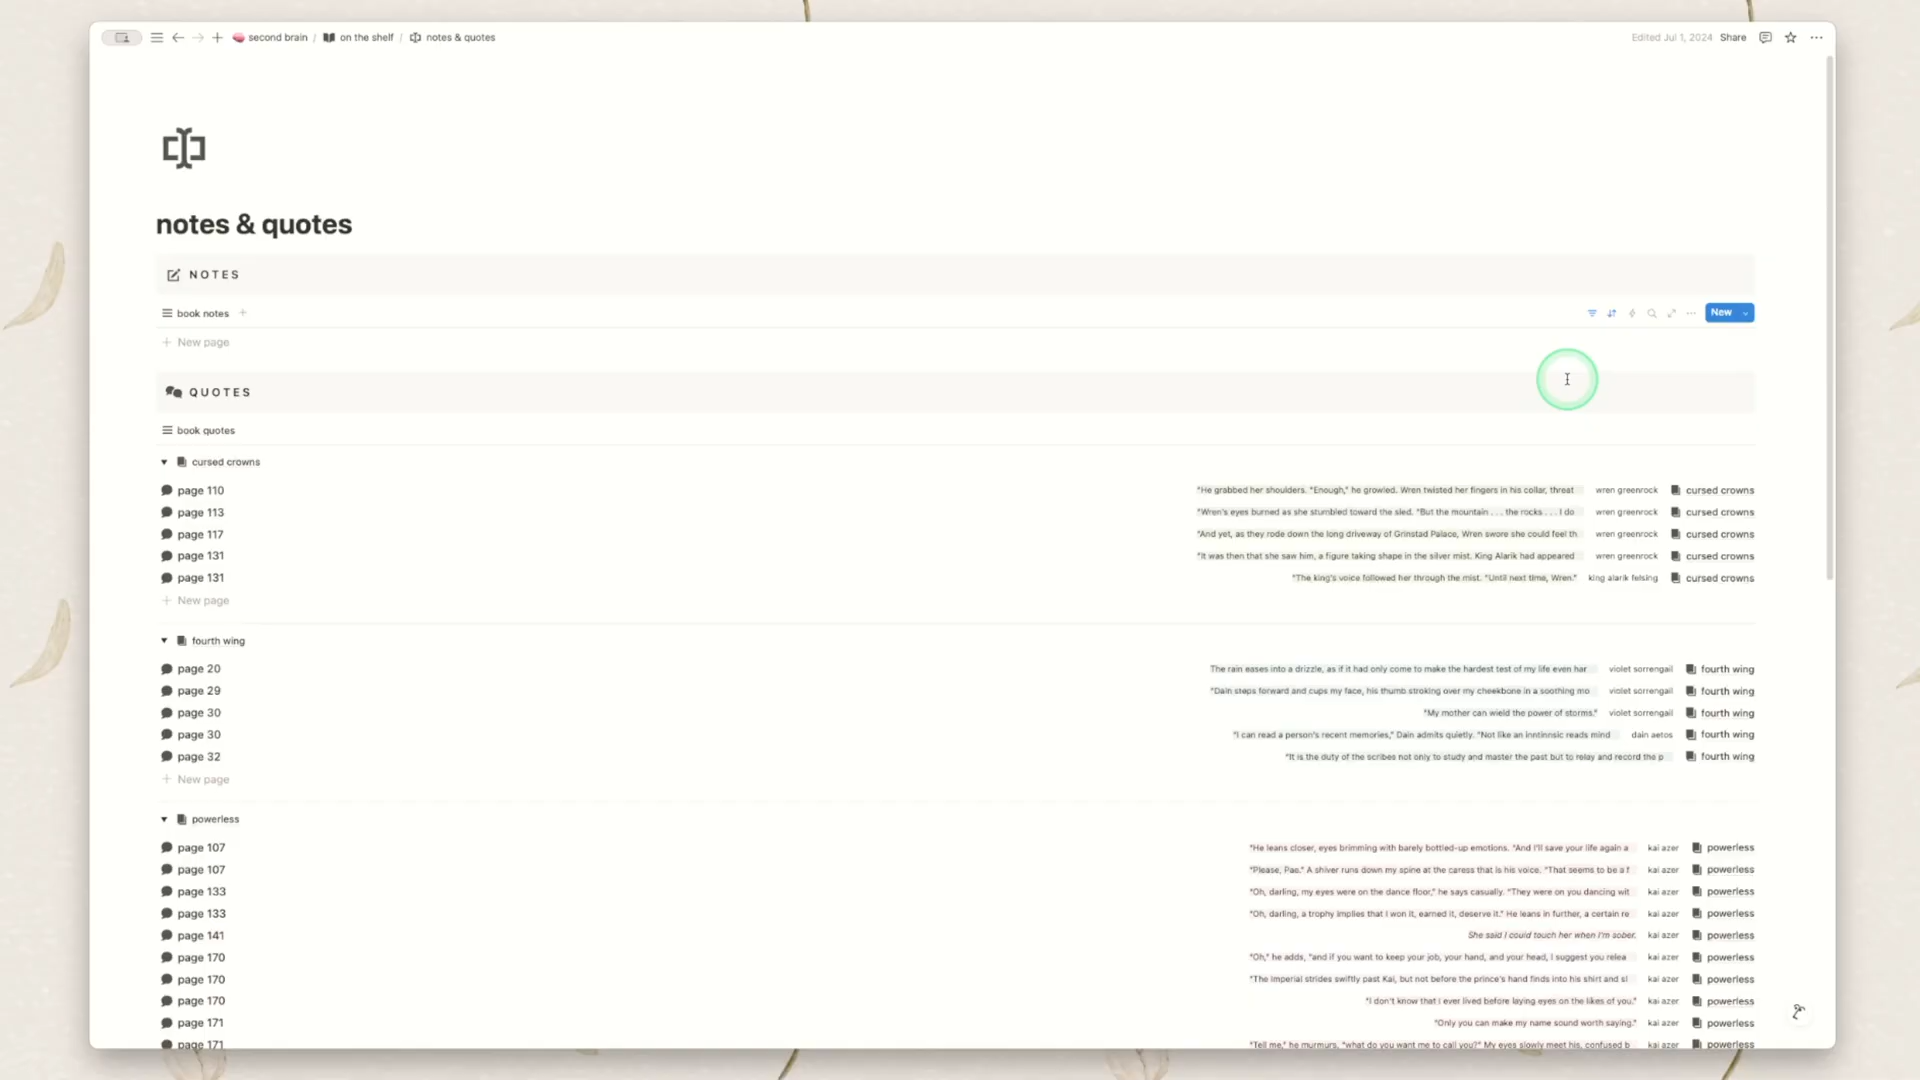 second brain / on the shelf / notes & quotes
Edited Jul 1, 2024 Share
notes & quotes
NOTES
book notes
New
New page
QUOTES
book quotes
cursed crowns
page 110 "He grabbed her shoulders. "Enough," he growled. Wren twisted her fingers in his collar, threat wren greenrock cursed crowns
page 113 "Wren's eyes burned as she stumbled toward the sled. "But the mountain . . . the rocks . . . I do wren greenrock cursed crowns
page 117 "And yet, as they rode down the long driveway of Grinstad Palace, Wren swore she could feel th wren greenrock cursed crowns
page 131 "It was then that she saw him, a figure taking shape in the silver mist. King Alarik had appeared wren greenrock cursed crowns
page 131 "The king's voice followed her through the mist. "Until next time, Wren." king alarik felsing cursed crowns
New page
fourth wing
page 20 The rain eases into a drizzle, as if it had only come to make the hardest test of my life even har violet sorrengail fourth wing
page 29 "Dain steps forward and cups my face, his thumb stroking over my cheekbone in a soothing mo violet sorrengail fourth wing
page 30 "My mother can wield the power of storms." violet sorrengail fourth wing
page 30 "I can read a person's recent memories," Dain admits quietly. "Not like an inntinnsic reads mind dain aetos fourth wing
page 32 "It is the duty of the scribes not only to study and master the past but to relay and record the p fourth wing
New page
powerless
page 107 "He leans closer, eyes brimming with barely bottled-up emotions. "And I'll save your life again a kai azer powerless
page 107 "Please, Pae." A shiver runs down my spine at the caress that is his voice. "That seems to be a f kai azer powerless
page 133 "Oh, darling, my eyes were on the dance floor," he says casually. "They were on you dancing wit kai azer powerless
page 133 "Oh, darling, a trophy implies that I won it, earned it, deserve it." He leans in further, a certain re kai azer powerless
page 141 She said I could touch her when I'm sober. kai azer powerless
page 170 "Oh," he adds, "and if you want to keep your job, your hand, and your head, I suggest you relea kai azer powerless
page 170 "The Imperial strides swiftly past Kai, but not before the prince's hand finds into his shirt and sl kai azer powerless
page 170 "I don't know that I ever lived before laying eyes on the likes of you." kai azer powerless
page 171 "Only you can make my name sound worth saying." kai azer powerless
page 171 "Tell me," he murmurs, "what do you want me to call you?" My eyes slowly meet his, confused b kai azer powerless